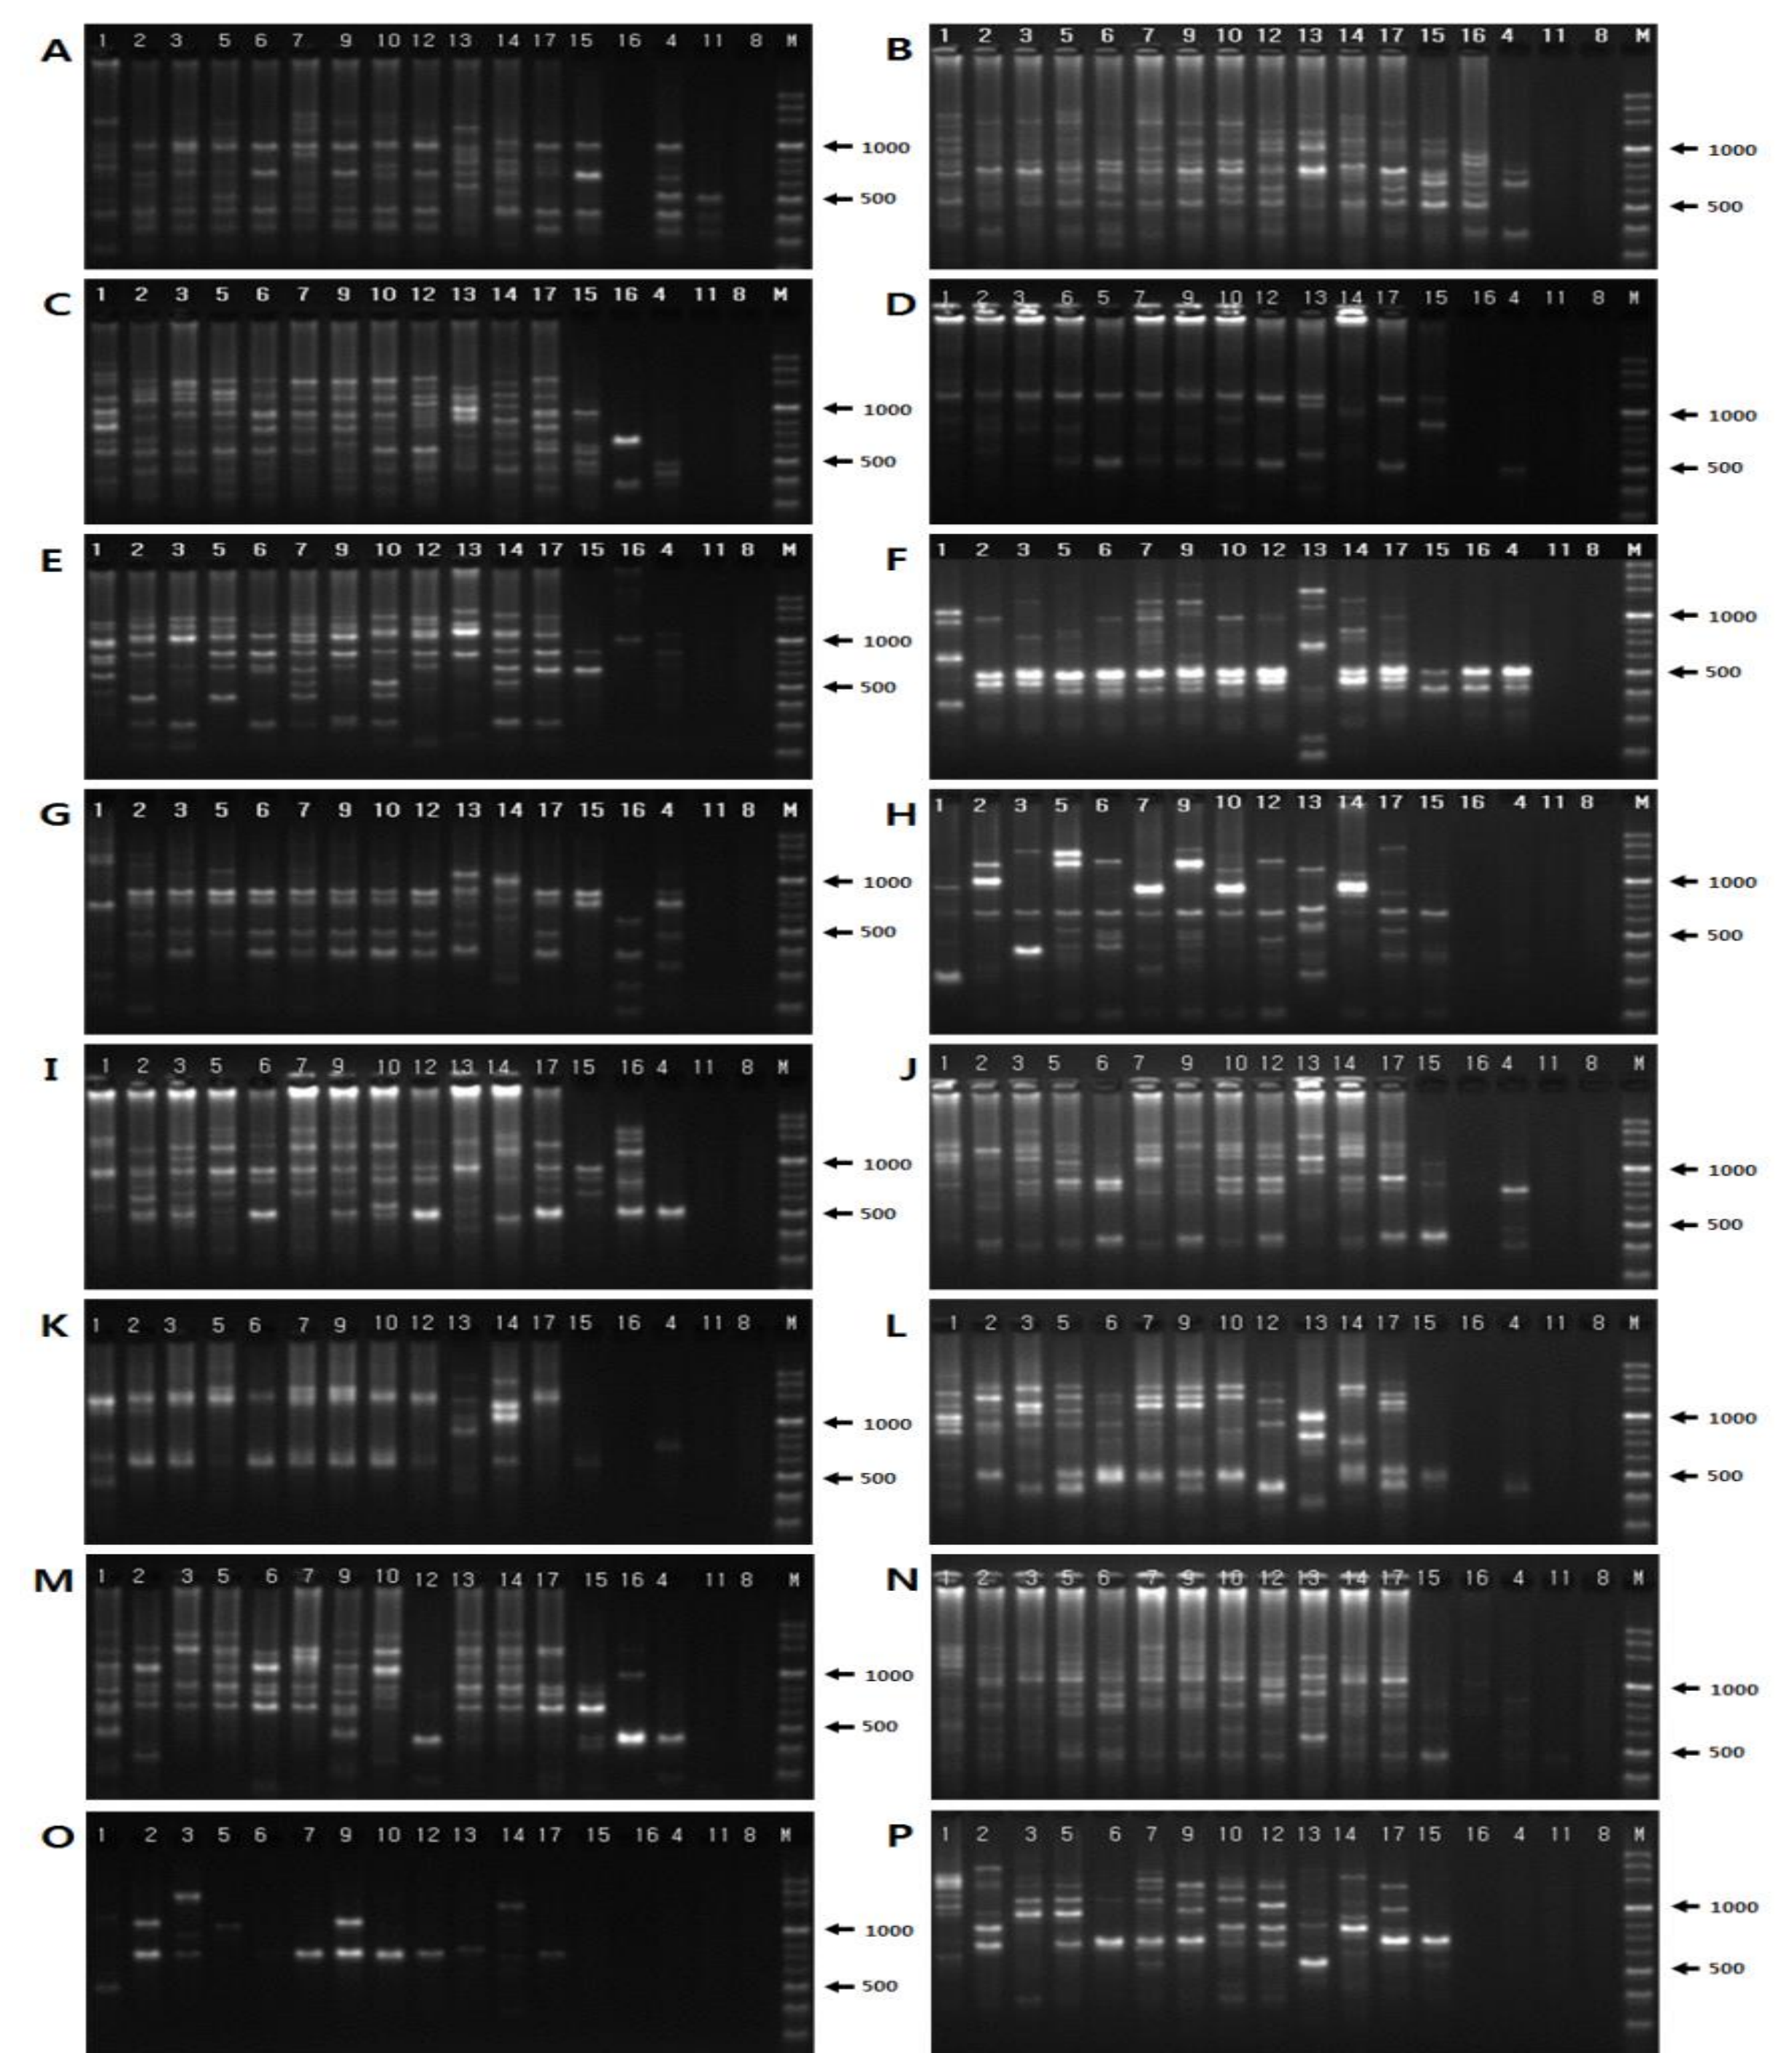 A 1 2 3 5 6 7 9 10 12 13 14 17 15 16 4 11 8 M
1000
500
B 1 2 3 5 6 7 9 10 12 13 14 17 15 16 4 11 8 M
1000
500
C 1 2 3 5 6 7 9 10 12 13 14 17 15 16 4 11 8 M
1000
500
D 1 2 3 6 5 7 9 10 12 13 14 17 15 16 4 11 8 M
1000
500
E 1 2 3 5 6 7 9 10 12 13 14 17 15 16 4 11 8 M
1000
500
F 1 2 3 5 6 7 9 10 12 13 14 17 15 16 4 11 8 M
1000
500
G 1 2 3 5 6 7 9 10 12 13 14 17 15 16 4 11 8 M
1000
500
H 1 2 3 5 6 7 9 10 12 13 14 17 15 16 4 11 8 M
1000
500
I 1 2 3 5 6 7 9 10 12 13 14 17 15 16 4 11 8 M
1000
500
J 1 2 3 5 6 7 9 10 12 13 14 17 15 16 4 11 8 M
1000
500
K 1 2 3 5 6 7 9 10 12 13 14 17 15 16 4 11 8 M
1000
500
L 1 2 3 5 6 7 9 10 12 13 14 17 15 16 4 11 8 M
1000
500
M 1 2 3 5 6 7 9 10 12 13 14 17 15 16 4 11 8 M
1000
500
N 1 2 3 5 6 7 9 10 12 13 14 17 15 16 4 11 8 M
1000
500
O 1 2 3 5 6 7 9 10 12 13 14 17 15 16 4 11 8 M
1000
500
P 1 2 3 5 6 7 9 10 12 13 14 17 15 16 4 11 8 M
1000
500